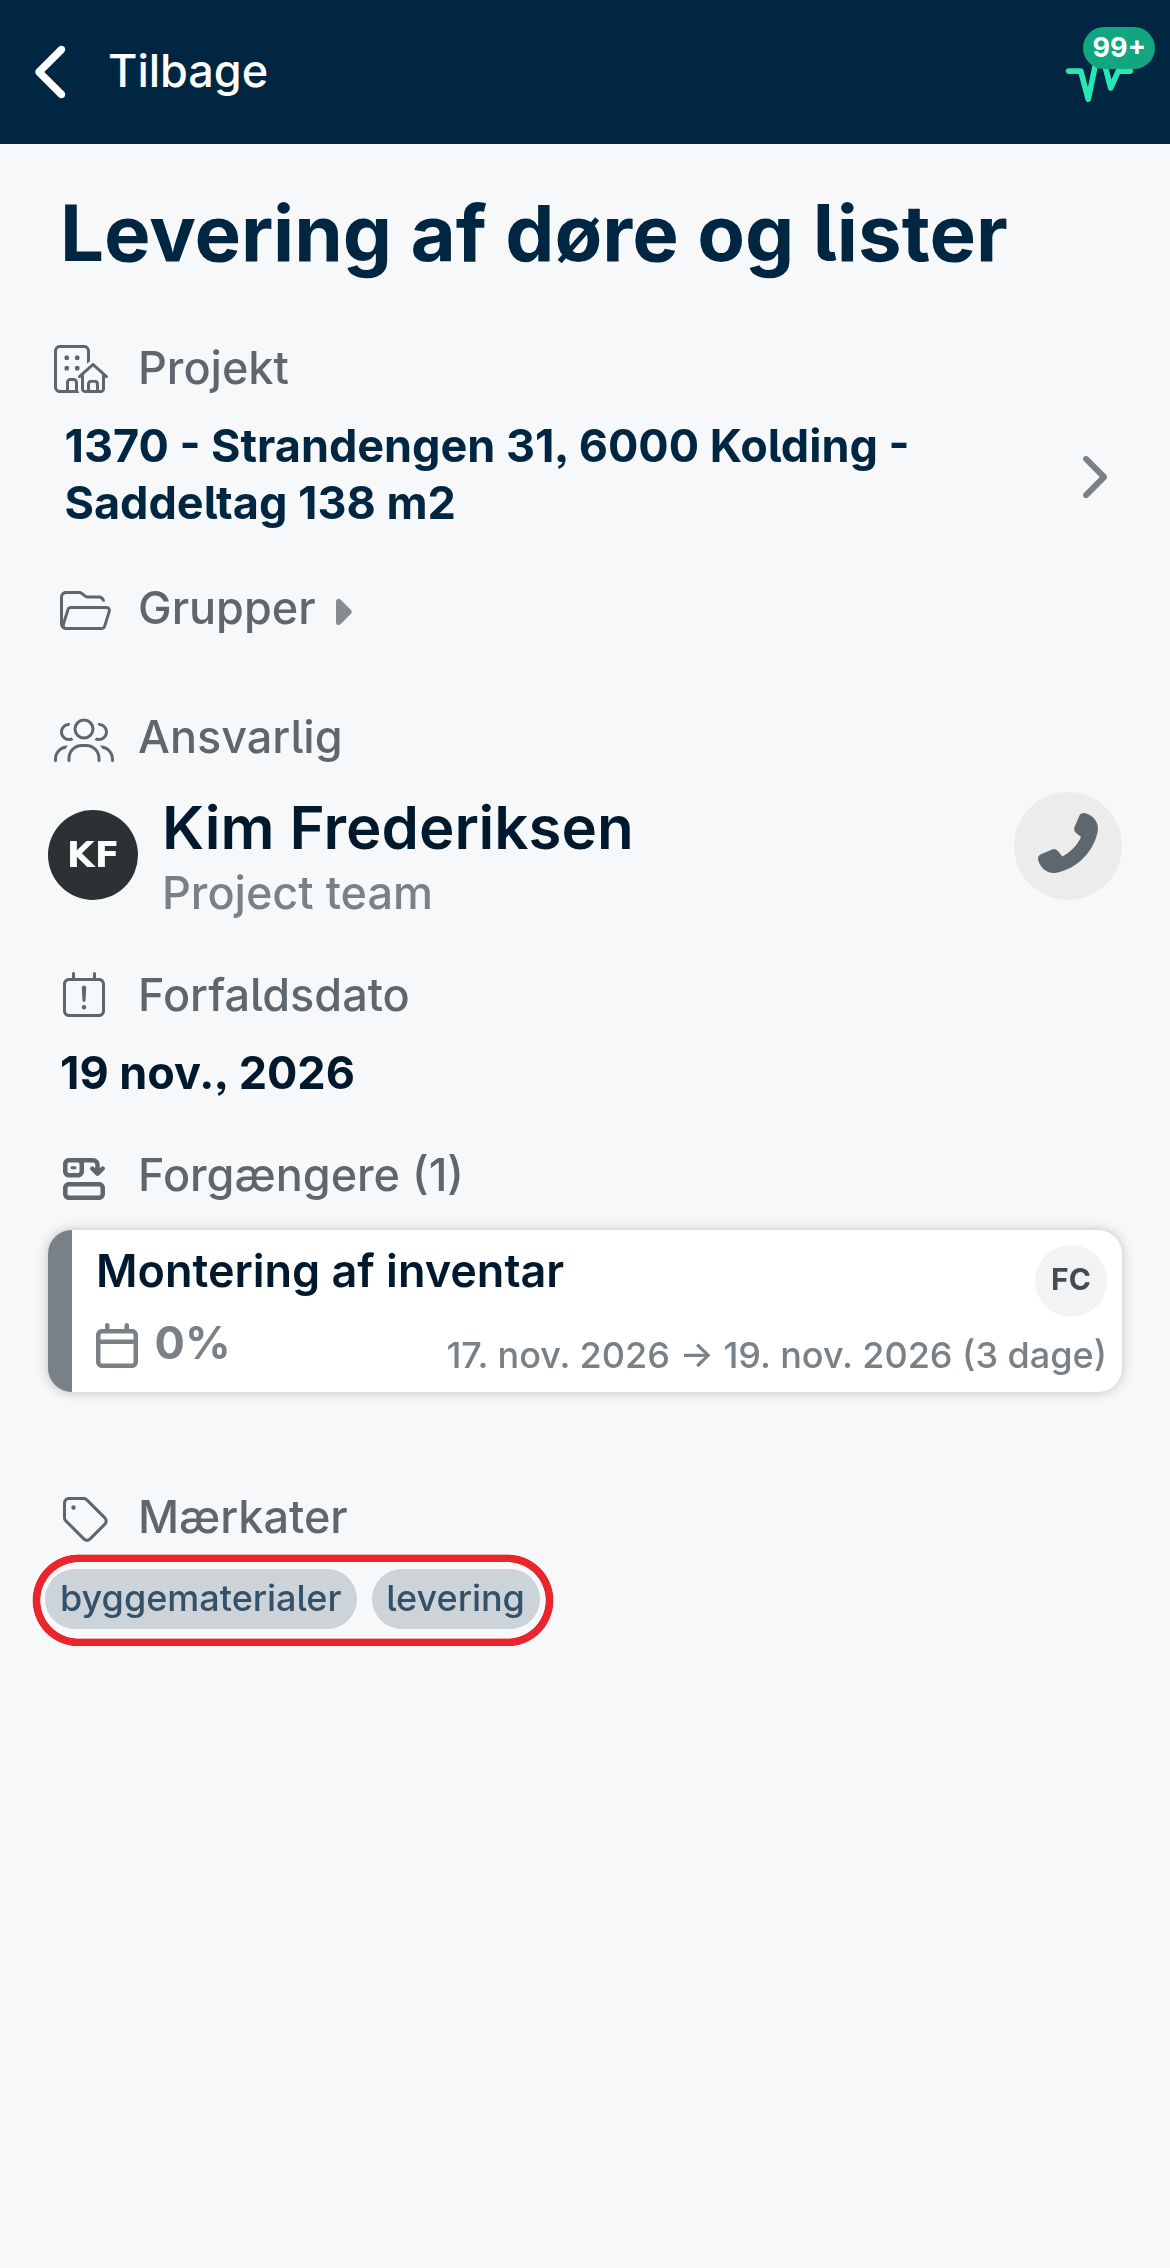 Tilbage
99+
Levering af døre og lister
Projekt
1370 - Strandengen 31, 6000 Kolding -
Saddeltag 138 m2
Grupper
Ansvarlig
KF
Kim Frederiksen
Project team
Forfaldsdato
19 nov., 2026
Forgængere (1)
Montering af inventar
FC
0%
17. nov. 2026 → 19. nov. 2026 (3 dage)
Mærkater
byggematerialer levering